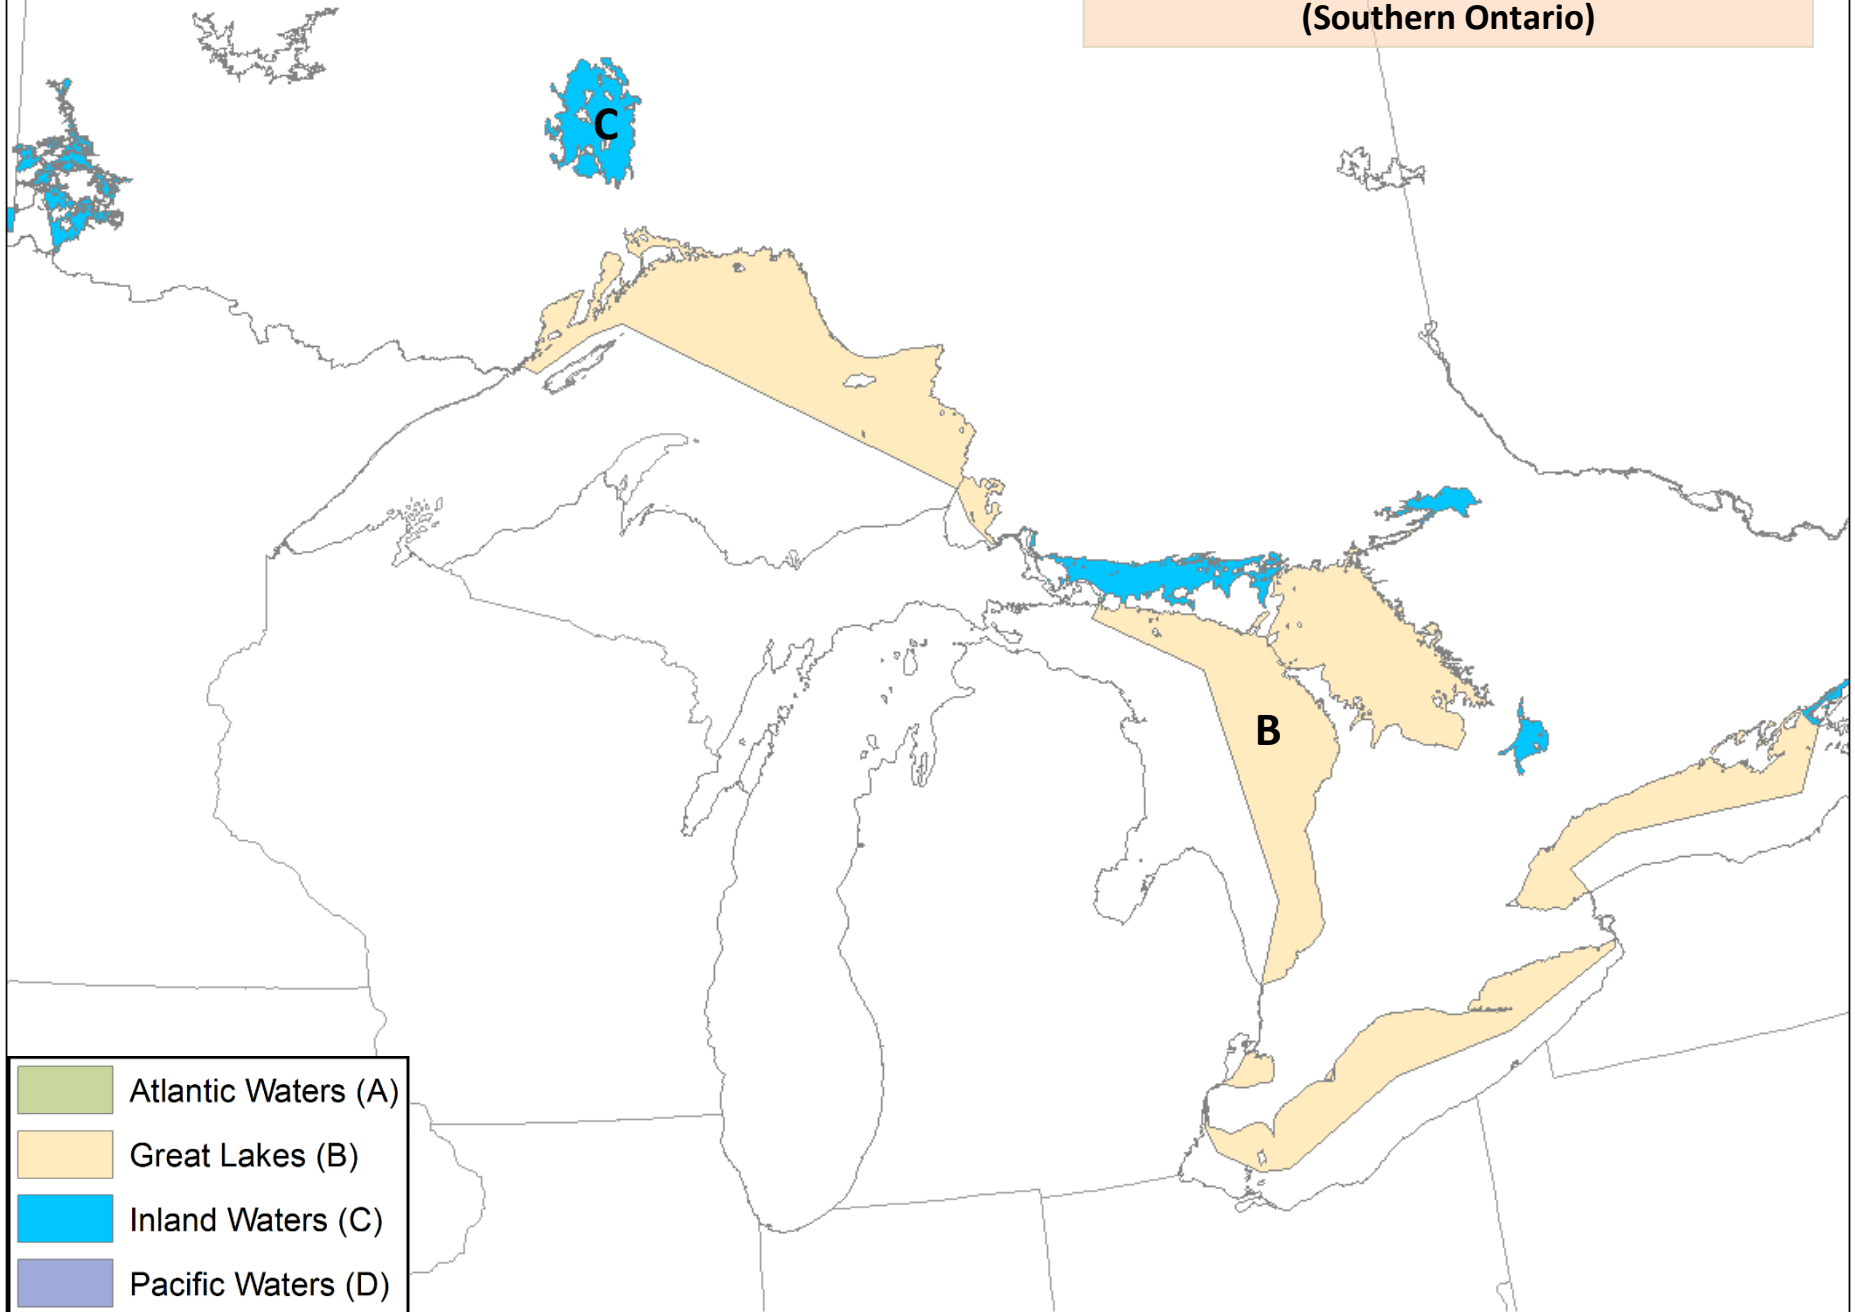 (Southern Ontario)
C
B
Atlantic Waters (A)
Great Lakes (B)
Inland Waters (C)
Pacific Waters (D)